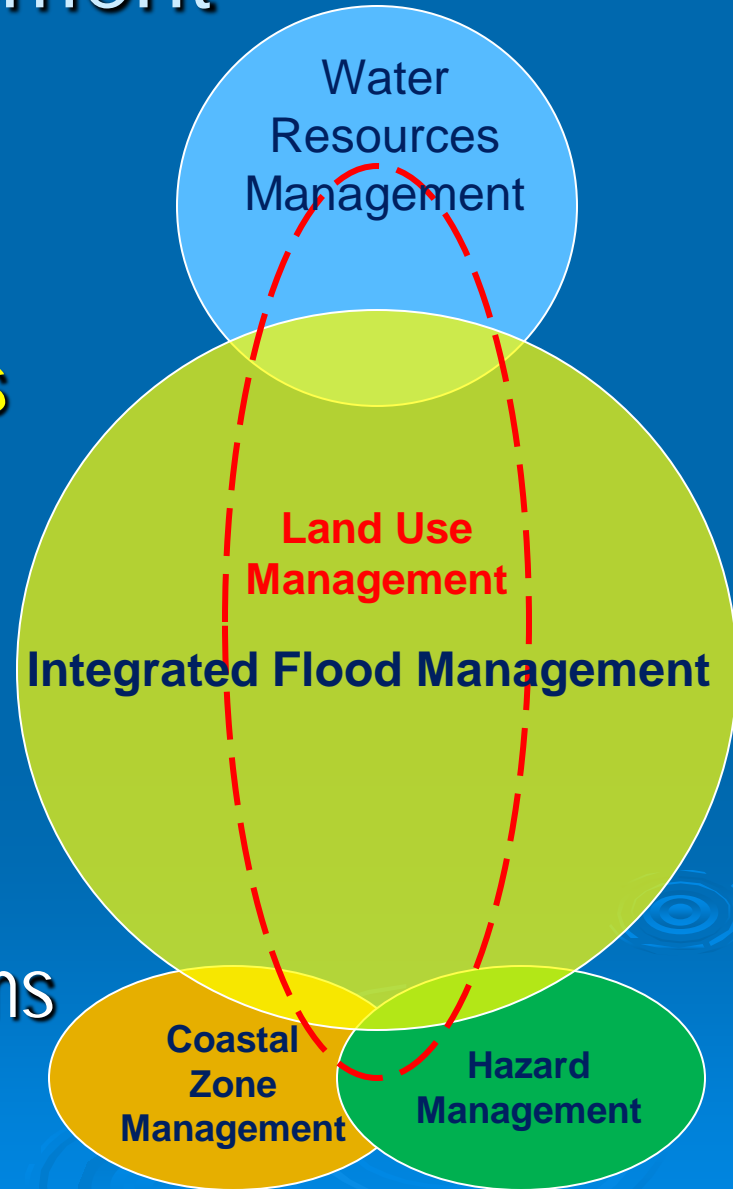 Water
Resources
Management
Land Use
Management
Integrated Flood Management
Coastal
Zone
Management
Hazard
Management